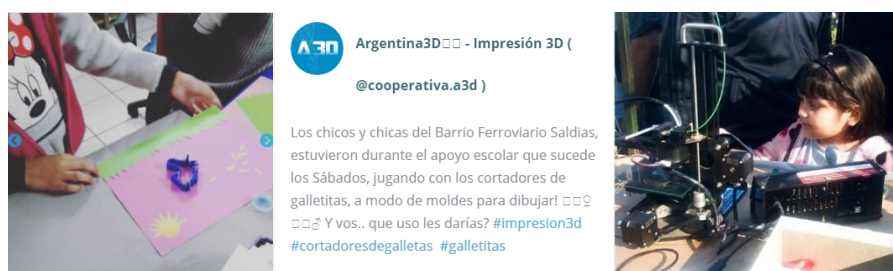 A3D
Argentina3D□□ - Impresión 3D (
@cooperativa.a3d )
Los chicos y chicas del Barrio Ferroviario Saldias,
estuvieron durante el apoyo escolar que sucede
los Sábados, jugando con los cortadores de
galletitas, a modo de moldes para dibujar! □□♀
□□♂ Y vos.. que uso les darías? #impresion3d
#cortadoresdegalletas #galletitas